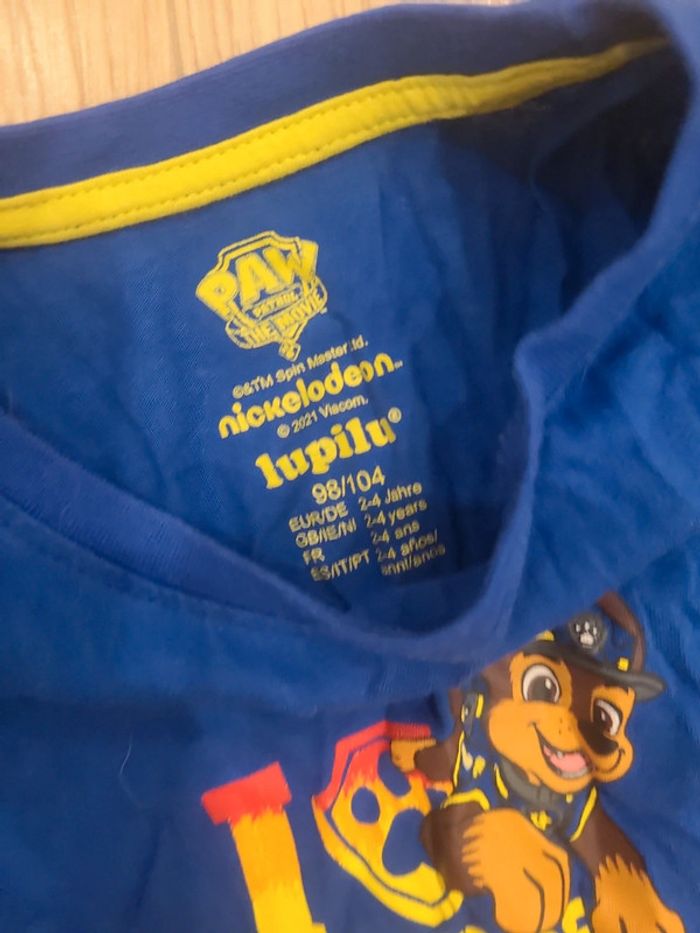 PAW
PATROL
THE MOVIE
©&TM Spin Master Ltd.
nickelodeon™
© 2021 Viacom.
lupilu®
98/104
EUR/DE 2-4 Jahre
GB/IE/NI 2-4 years
FR 2-4 ans
ES/IT/PT 2-4 años/
anni/anos
I